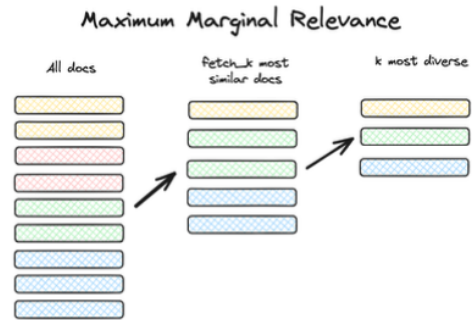 Maximum Marginal Relevance
All docs
fetch_k most
similar docs
k most diverse